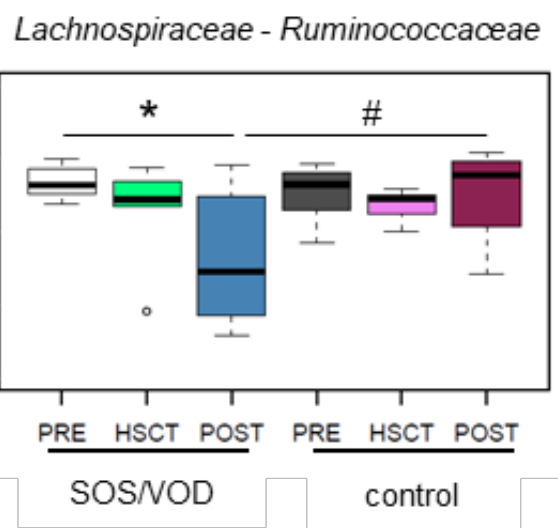 Lachnospiraceae - Ruminococcaceae
* #
PRE HSCT POST PRE HSCT POST
SOS/VOD control